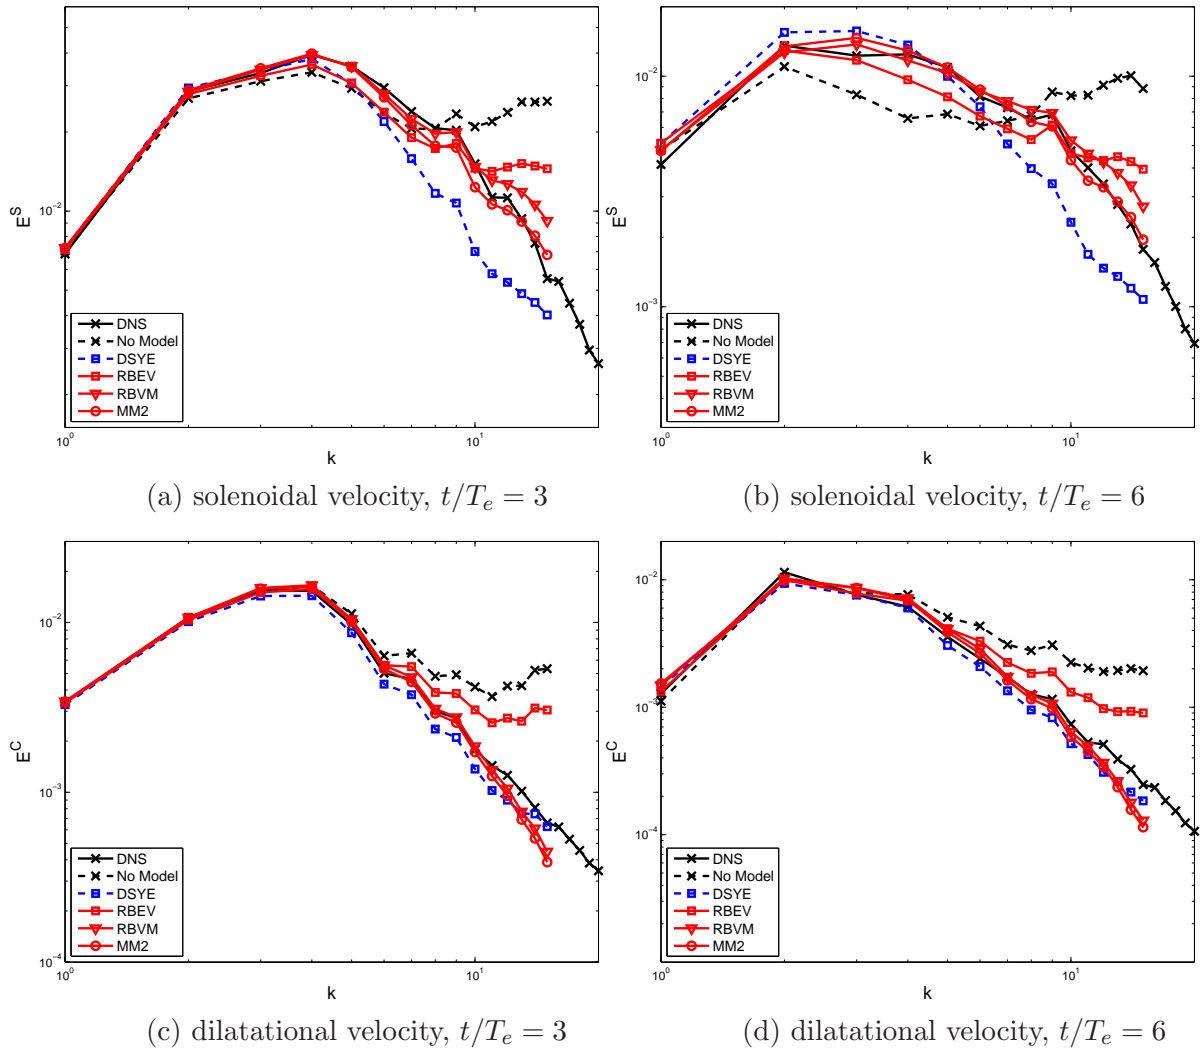 E^S
10^-2
DNS
No Model
DSYE
RBEV
RBVM
MM2
10^0
10^1
k
(a) solenoidal velocity, t/T_e = 3
E^S
10^-2
10^-3
DNS
No Model
DSYE
RBEV
RBVM
MM2
10^0
10^1
k
(b) solenoidal velocity, t/T_e = 6
E^C
10^-2
10^-3
10^-4
DNS
No Model
DSYE
RBEV
RBVM
MM2
10^0
10^1
k
(c) dilatational velocity, t/T_e = 3
E^C
10^-2
10^-3
10^-4
DNS
No Model
DSYE
RBEV
RBVM
MM2
10^0
10^1
k
(d) dilatational velocity, t/T_e = 6